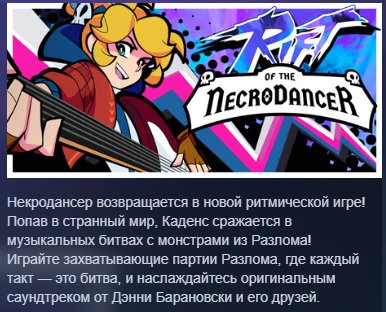 RIFT
OF THE
NECRODANCER
Некродансер возвращается в новой ритмической игре!
Попав в странный мир, Каденс сражается в
музыкальных битвах с монстрами из Разлома!
Играйте захватывающие партии Разлома, где каждый
такт — это битва, и наслаждайтесь оригинальным
саундтреком от Дэнни Барановски и его друзей.